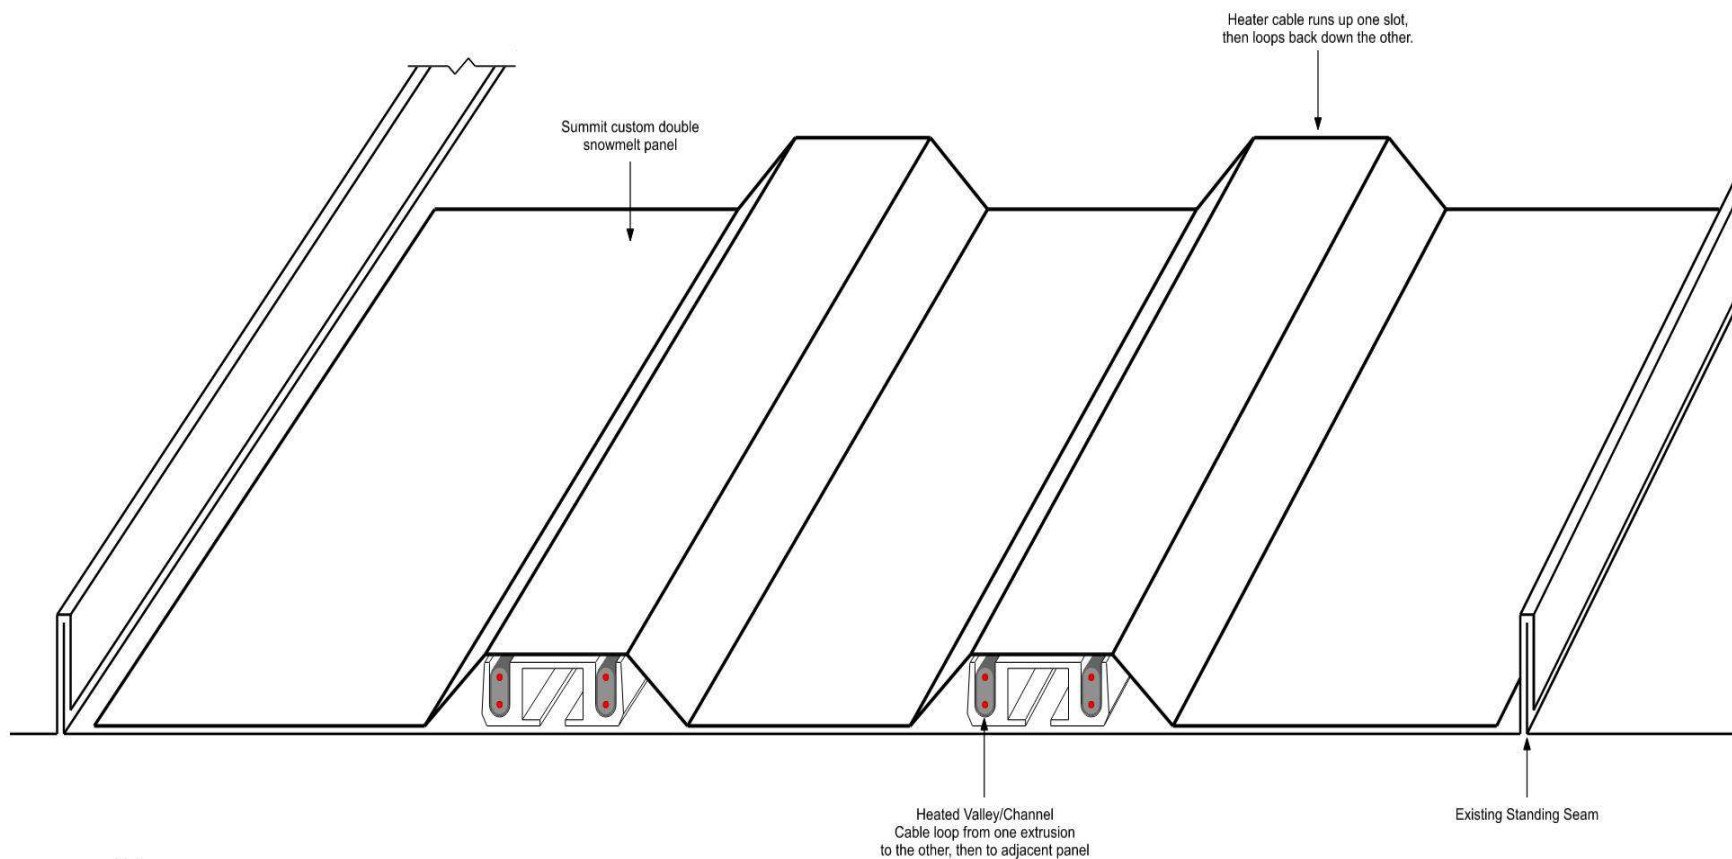 Heater cable runs up one slot,
then loops back down the other.
Summit custom double
snowmelt panel
Heated Valley/Channel
Cable loop from one extrusion
to the other, then to adjacent panel
Existing Standing Seam